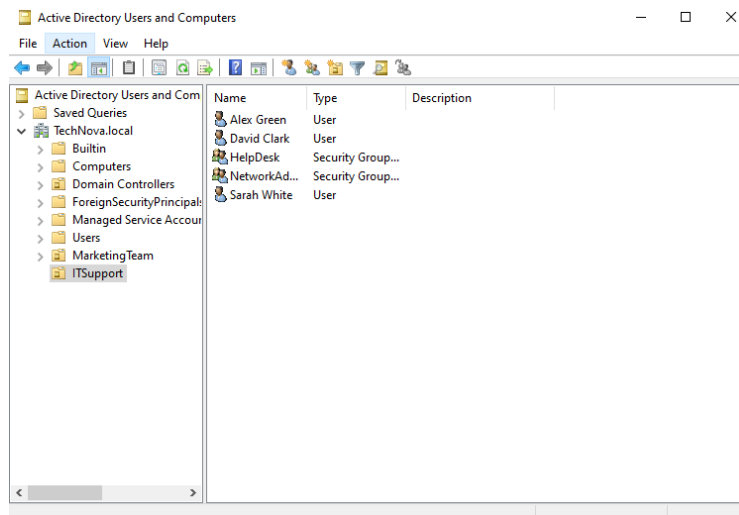 Active Directory Users and Computers
File Action View Help
Active Directory Users and Com
Saved Queries
TechNova.local
Builtin
Computers
Domain Controllers
ForeignSecurityPrincipals
Managed Service Accour
Users
MarketingTeam
ITSupport
Name Type Description
Alex Green User
David Clark User
HelpDesk Security Group...
NetworkAd... Security Group...
Sarah White User